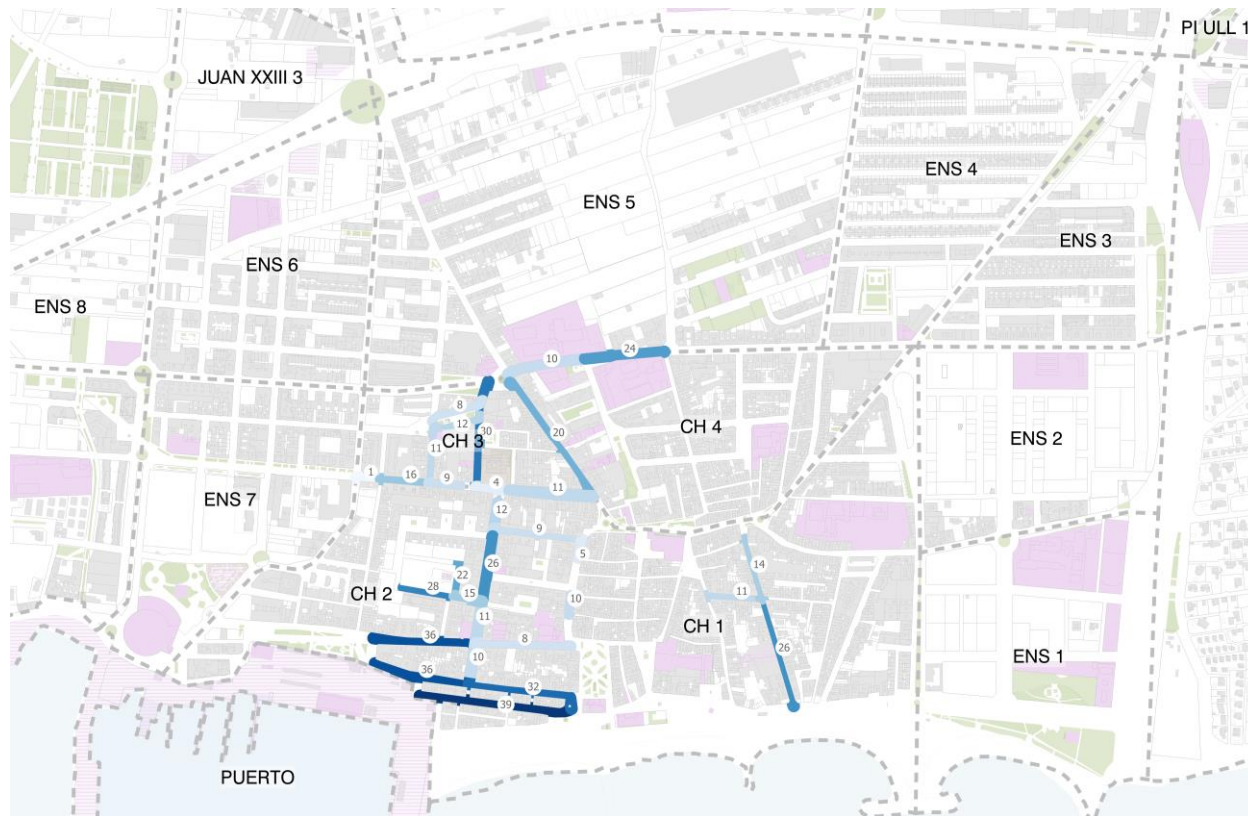 PI ULL 1
JUAN XXIII 3
ENS 4
ENS 5
ENS 3
ENS 6
ENS 8
24
10
8
12
30
20
CH 4
CH 3
ENS 2
11
1
16
9
4
11
ENS 7
12
9
5
26
14
22
28
15
CH 2
11
10
11
CH 1
36
8
26
ENS 1
10
36
32
39
PUERTO